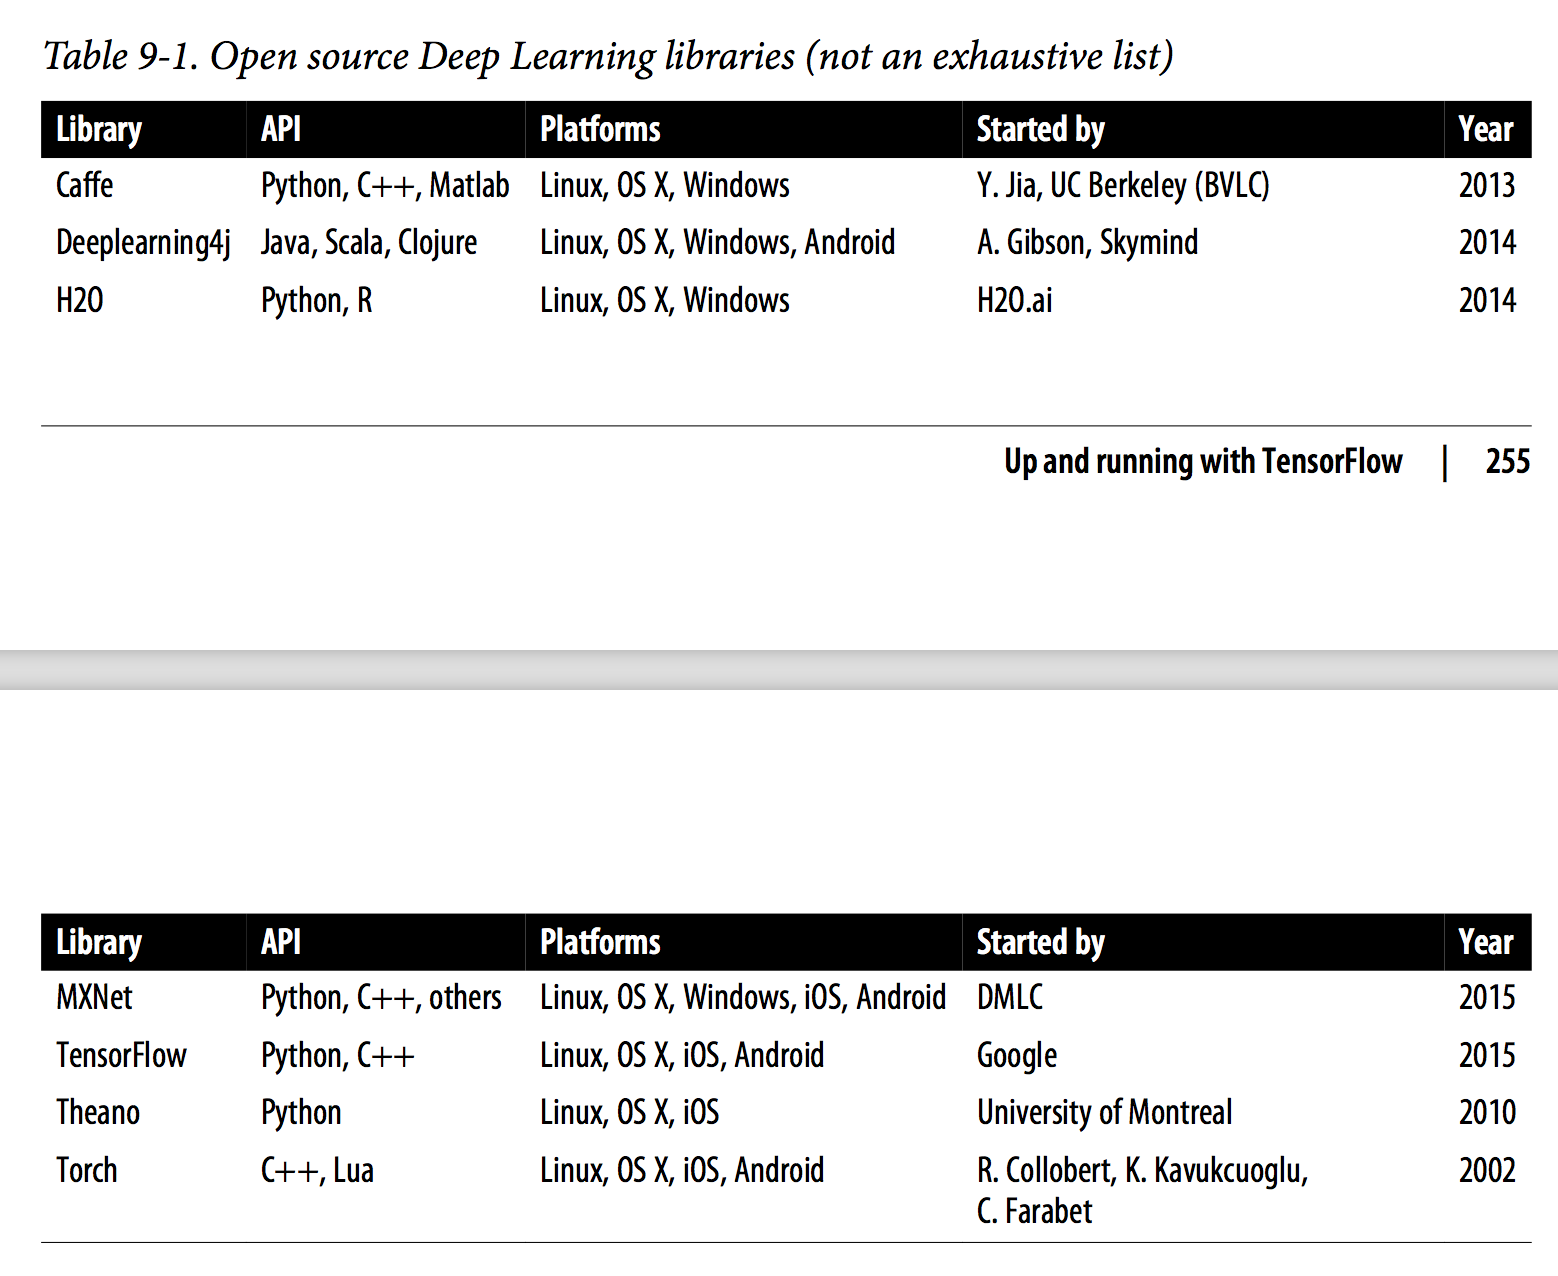 Table 9-1. Open source Deep Learning libraries (not an exhaustive list)
Library API Platforms Started by Year
Caffe Python, C++, Matlab Linux, OS X, Windows Y. Jia, UC Berkeley (BVLC) 2013
Deeplearning4j Java, Scala, Clojure Linux, OS X, Windows, Android A. Gibson, Skymind 2014
H2O Python, R Linux, OS X, Windows H2O.ai 2014
Up and running with TensorFlow | 255
Library API Platforms Started by Year
MXNet Python, C++, others Linux, OS X, Windows, iOS, Android DMLC 2015
TensorFlow Python, C++ Linux, OS X, iOS, Android Google 2015
Theano Python Linux, OS X, iOS University of Montreal 2010
Torch C++, Lua Linux, OS X, iOS, Android R. Collobert, K. Kavukcuoglu, 2002
C. Farabet